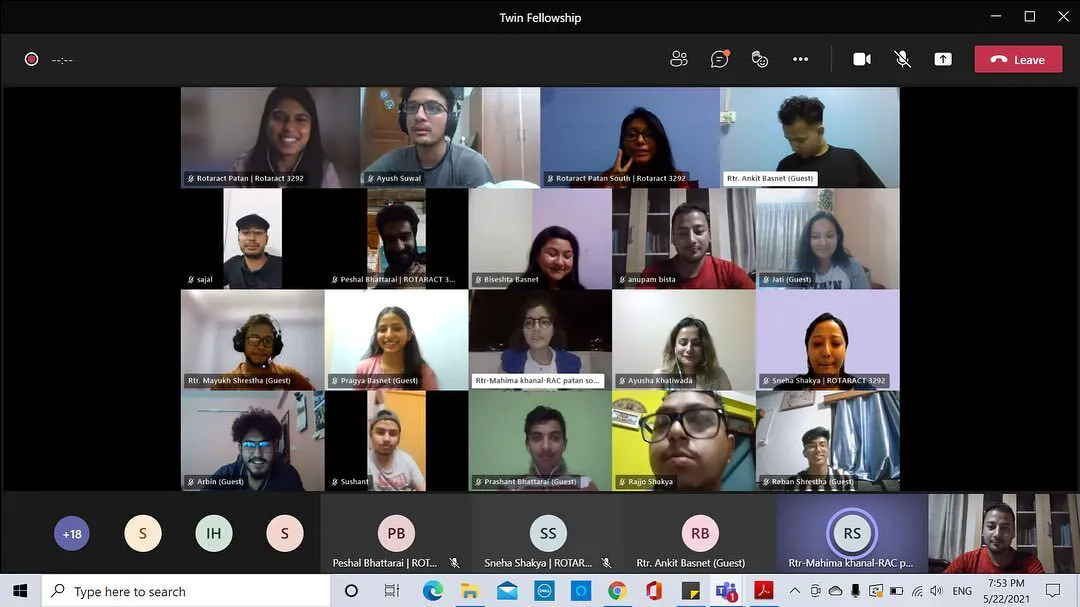 Twin Fellowship
--:--
Leave
Rotaract Patan | Rotaract 3292
Ayush Suwal
Rotaract Patan South | Rotaract 3292
Rtr. Ankit Basnet (Guest)
sajal
Peshal Bhattarai | ROTARACT 3...
Biseshta Basnet
anupam bista
Jati (Guest)
Rtr. Mayukh Shrestha (Guest)
Pragya Basnet (Guest)
Rtr-Mahima khanal-RAC patan so...
Ayusha Khatiwada
Sneha Shakya | ROTARACT 3292
Arbin (Guest)
Sushant
Prashant Bhattarai (Guest)
Rajjo Shakya
Reban Shrestha (Guest)
+18
S
IH
S
PB
SS
RB
RS
Peshal Bhattarai | ROT...
Sneha Shakya | ROTAR...
Rtr. Ankit Basnet (Guest)
Rtr-Mahima khanal-RAC p...
Type here to search
DELL
1
ENG
7:53 PM
5/22/2021